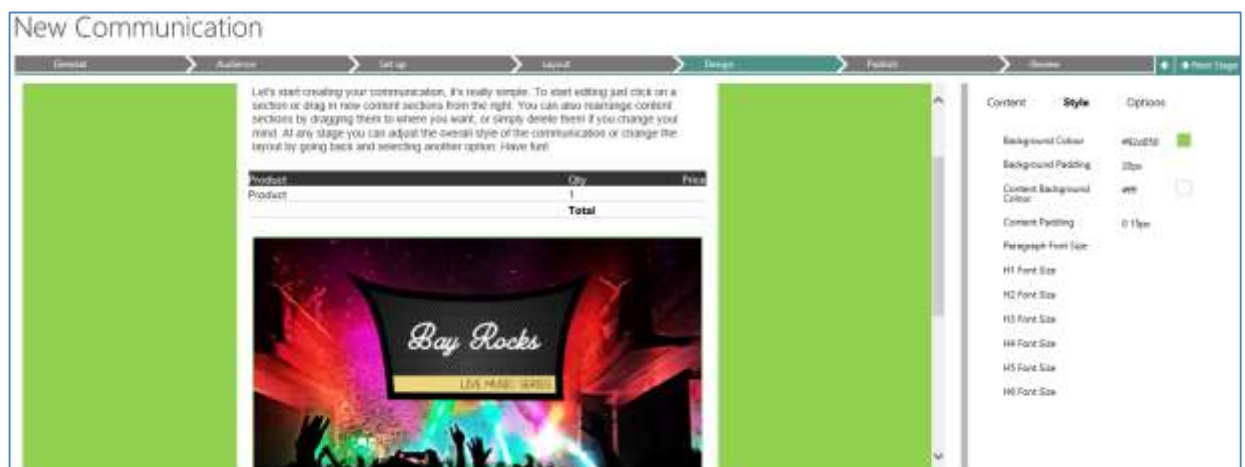 New Communication
General
Audience
Set up
Layout
Design
Publish
Review
Next Stage
Let's start creating your communication, it's really simple. To start editing just click on a
section or drag in new content sections from the right. You can also rearrange content
sections by dragging them to where you want, or simply delete them if you change your
mind. At any stage you can adjust the overall style of the communication or change the
layout by going back and selecting another option. Have fun!
Product Qty Price
Product 1
Total
Bay Rocks
LIVE MUSIC SERIES
Content Style Options
Background Colour #92d050
Background Padding 20px
Content Background #fff
Colour
Content Padding 0 15px
Paragraph Font Size
H1 Font Size
H2 Font Size
H3 Font Size
H4 Font Size
H5 Font Size
H6 Font Size